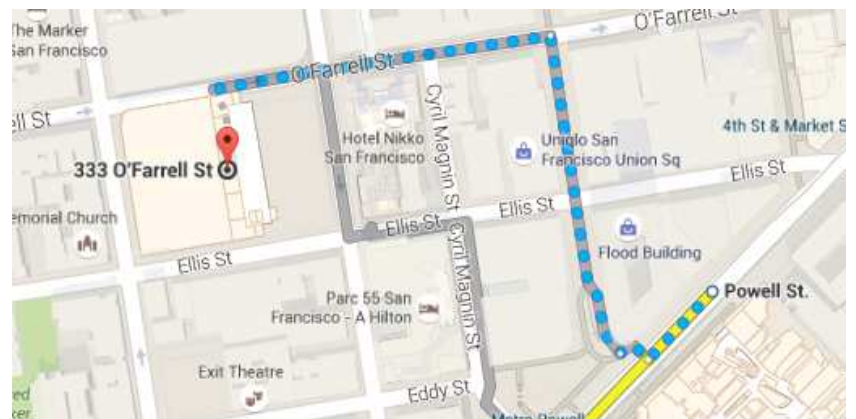 The Marker
San Francisco
O'Farrell St
O'Farrell St
ell St
Cyril Magnin St
Hotel Nikko
San Francisco
Uniqlo San
Francisco Union Sq
4th St & Market S
333 O'Farrell St
Ellis St
Ellis St
Ellis St
Ellis St
emorial Church
Cyril Magnin St
Flood Building
Powell St.
Parc 55 San
Francisco - A Hilton
Exit Theatre
Eddy St
Metro Powell